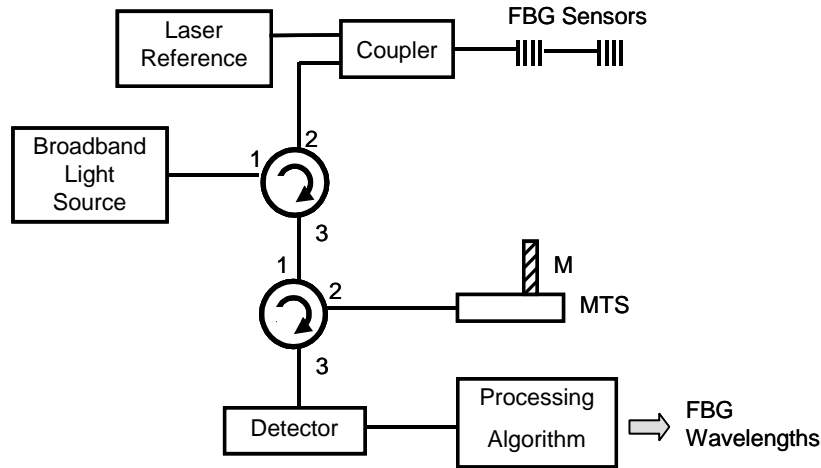 FBG Sensors
Laser
Reference
Coupler
2
Broadband
Light
Source
1
3
1
2
M
MTS
3
Detector
Processing
Algorithm
FBG
Wavelengths